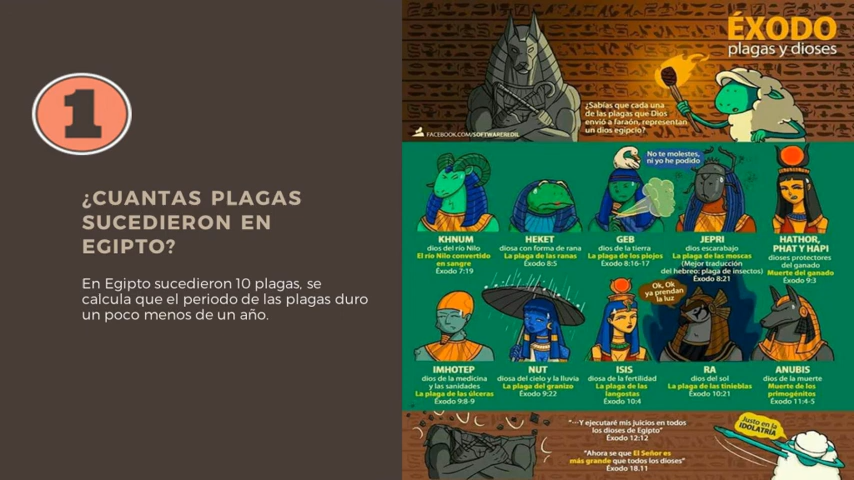 1
¿CUANTAS PLAGAS
SUCEDIERON EN
EGIPTO?
En Egipto sucedieron 10 plagas, se
calcula que el periodo de las plagas duro
un poco menos de un año.
ÉXODO
plagas y dioses
¿Sabías que cada una
de las plagas que Dios
envió a faraón, representan
un dios egipcio?
FACEBOOK.COM/SOFTWAREREDIL
No te molestes,
ni yo he podido
KHNUM
dios del río Nilo
El río Nilo convertido
en sangre
Éxodo 7:19
HEKET
diosa con forma de rana
La plaga de las ranas
Éxodo 8:5
GEB
dios de la tierra
La plaga de los piojos
Éxodo 8:16-17
JEPRI
dios escarabajo
La plaga de las moscas
(Mejor traducción
del hebreo: plaga de insectos)
Éxodo 8:21
HATHOR,
PHAT Y HAPI
dioses protectores
del ganado
Muerte del ganado
Éxodo 9:3
Ok, Ok
ya prendan
la luz
IMHOTEP
dios de la medicina
y las sanidades
La plaga de las úlceras
Éxodo 9:8-9
NUT
diosa del cielo y la lluvia
La plaga del granizo
Éxodo 9:22
ISIS
diosa de la fertilidad
La plaga de las
langostas
Éxodo 10:4
RA
dios del sol
La plaga de las tinieblas
Éxodo 10:21
ANUBIS
dios de la muerte
Muerte de los
primogénitos
Éxodo 11:4-5
"...Y ejecutaré mis juicios en todos
los dioses de Egipto"
Éxodo 12:12
"Ahora se que El Señor es
más grande que todos los dioses"
Éxodo 18.11
Justo en la
IDOLATRÍA